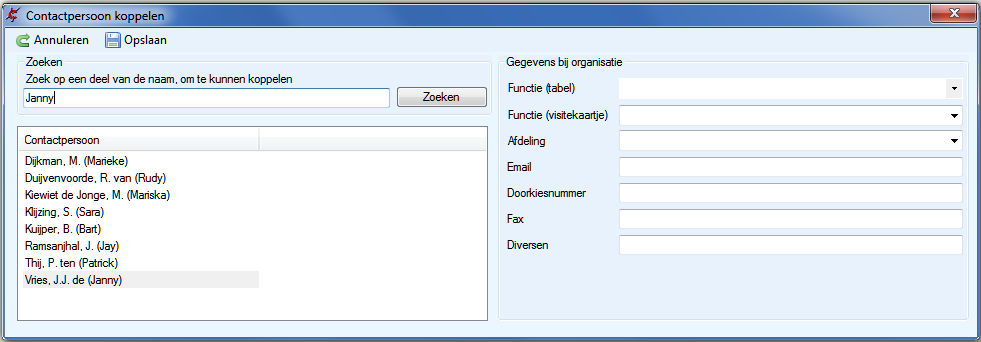 Contactpersoon koppelen
Annuleren Opslaan
Zoeken
Zoek op een deel van de naam, om te kunnen koppelen
Janny Zoeken
Contactpersoon
Dijkman, M. (Marieke)
Duijvenvoorde, R. van (Rudy)
Kiewiet de Jonge, M. (Mariska)
Klijzing, S. (Sara)
Kuijper, B. (Bart)
Ramsanjhal, J. (Jay)
Thij, P. ten (Patrick)
Vries, J.J. de (Janny)
Gegevens bij organisatie
Functie (tabel)
Functie (visitekaartje)
Afdeling
Email
Doorkiesnummer
Fax
Diversen